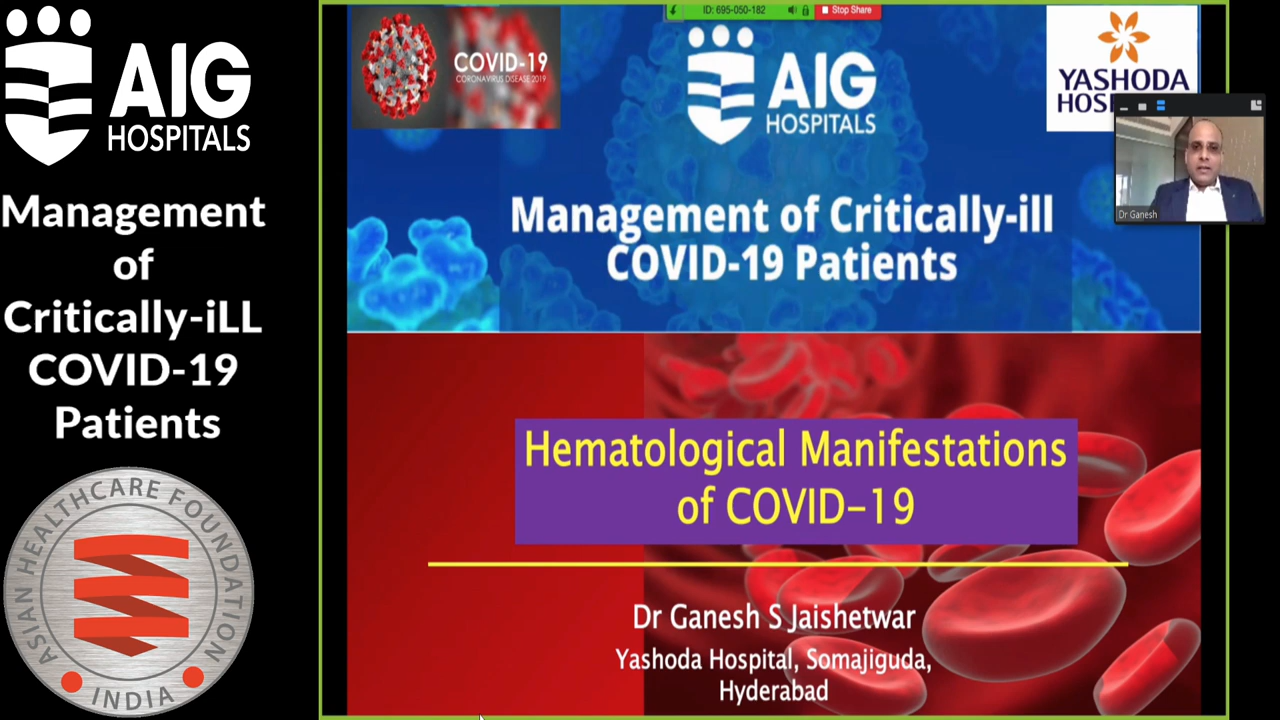 AIG
HOSPITALS
Management
of
Critically-iLL
COVID-19
Patients
ASIAN HEALTHCARE FOUNDATION
INDIA
ID: 695-050-182
Stop Share
COVID-19
CORONAVIRUS DISEASE 2019
AIG
HOSPITALS
YASHODA
HOSP
Dr Ganesh
Management of Critically-ill
COVID-19 Patients
Hematological Manifestations
of COVID-19
Dr Ganesh S Jaishetwar
Yashoda Hospital, Somajiguda,
Hyderabad